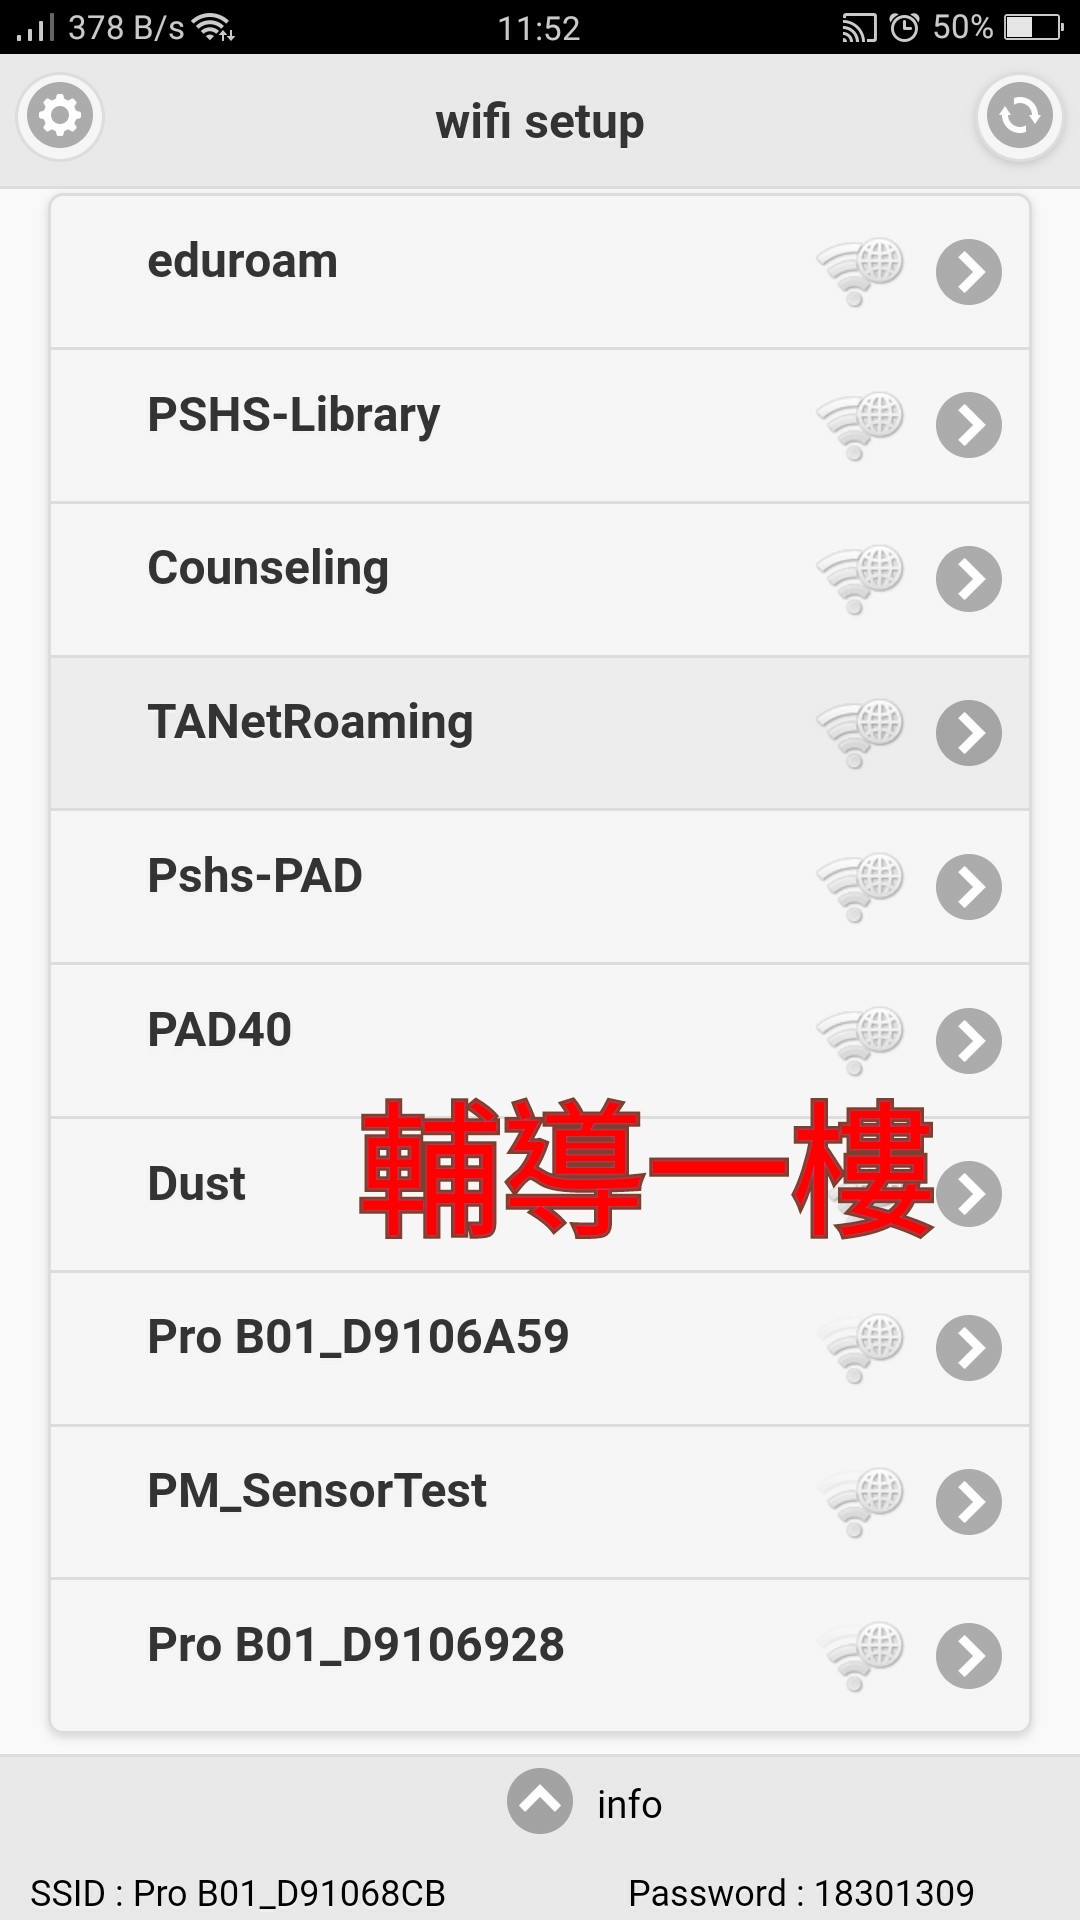 378 B/s 11:52 50%
wifi setup
eduroam
PSHS-Library
Counseling
TANetRoaming
Pshs-PAD
PAD40
Dust
輔導一樓
Pro B01_D9106A59
PM_SensorTest
Pro B01_D9106928
info
SSID : Pro B01_D91068CB Password : 18301309